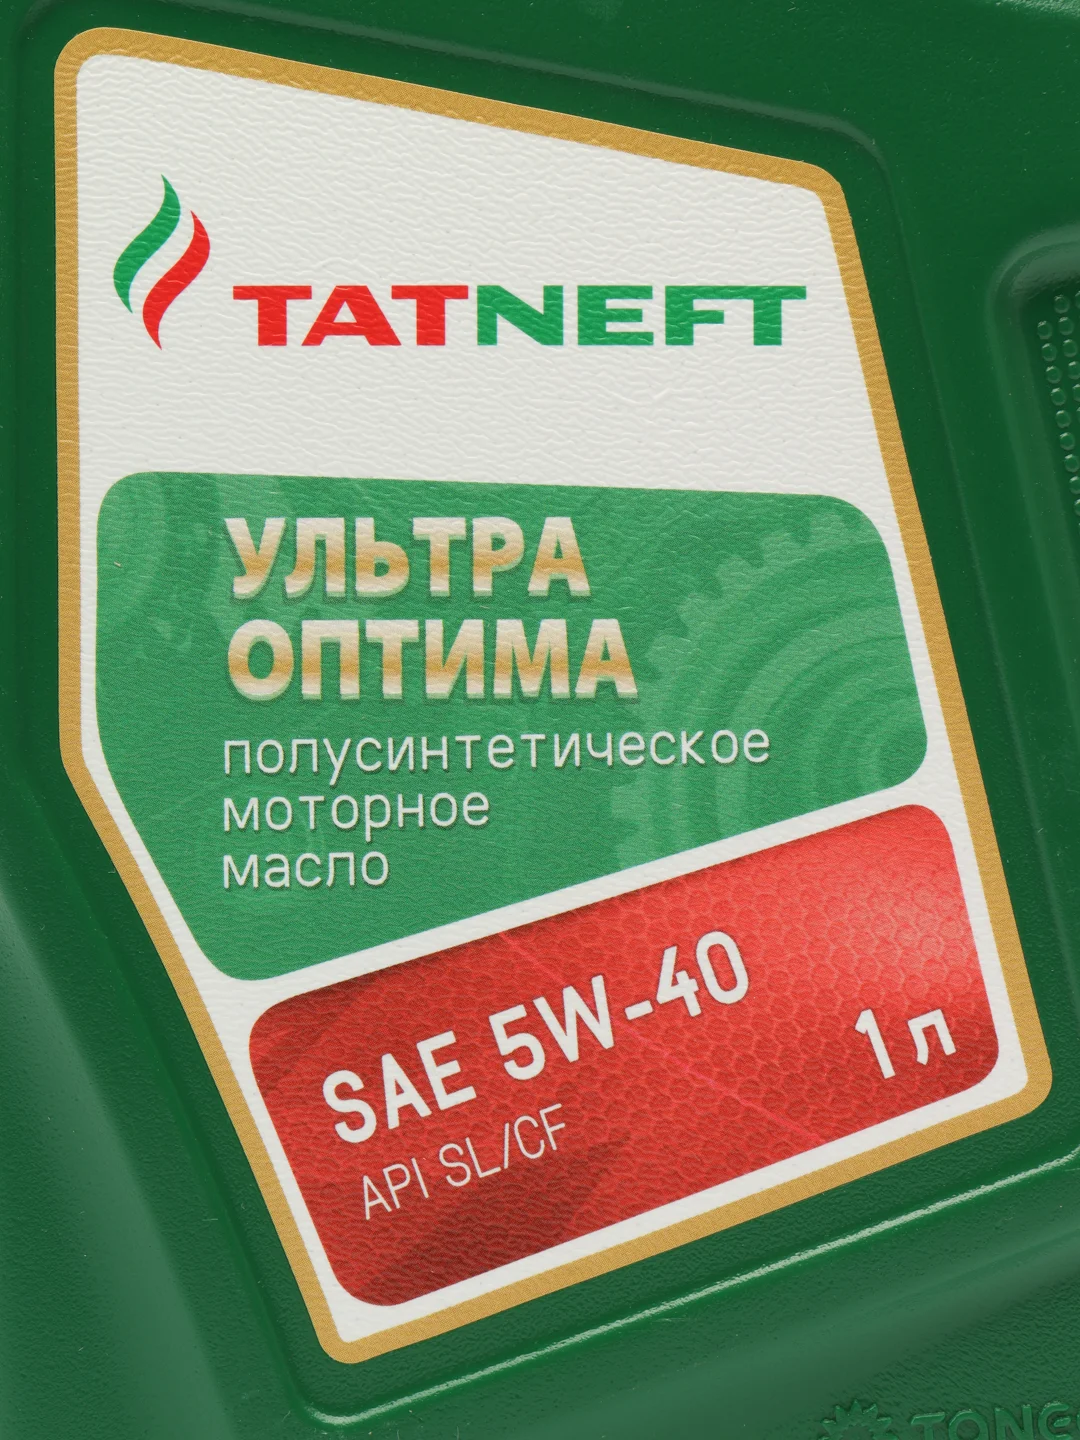 TATNEFT
УЛЬТРА
ОПТИМА
полусинтетическое
моторное
масло
SAE 5W-40
1 л
API SL/CF